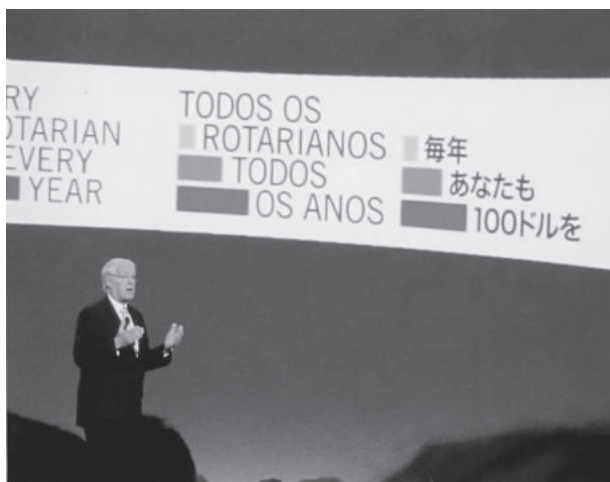 RY
OTARIAN
EVERY
YEAR
TODOS OS
ROTARIANOS
TODOS
OS ANOS
毎年
あなたも
100ドルを